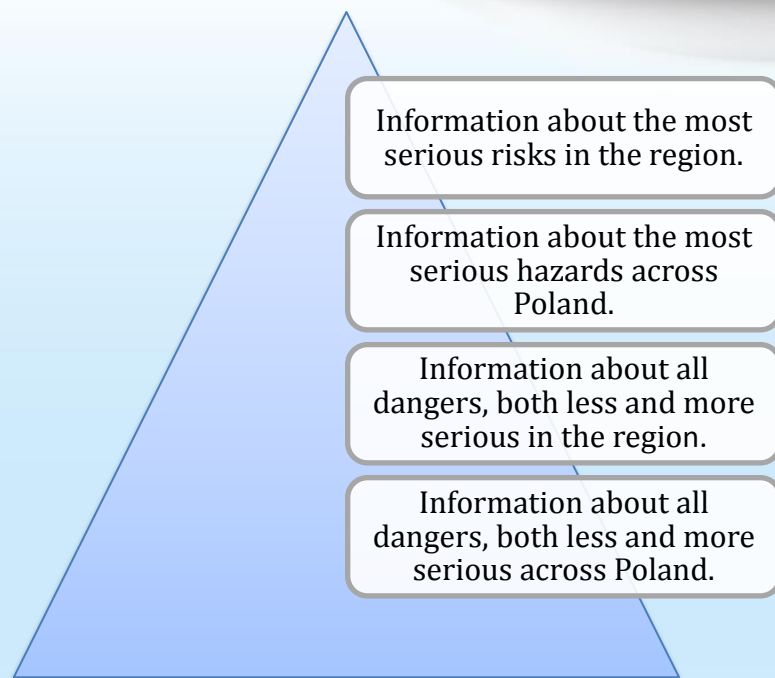 Information about the most
serious risks in the region.
Information about the most
serious hazards across
Poland.
Information about all
dangers, both less and more
serious in the region.
Information about all
dangers, both less and more
serious across Poland.